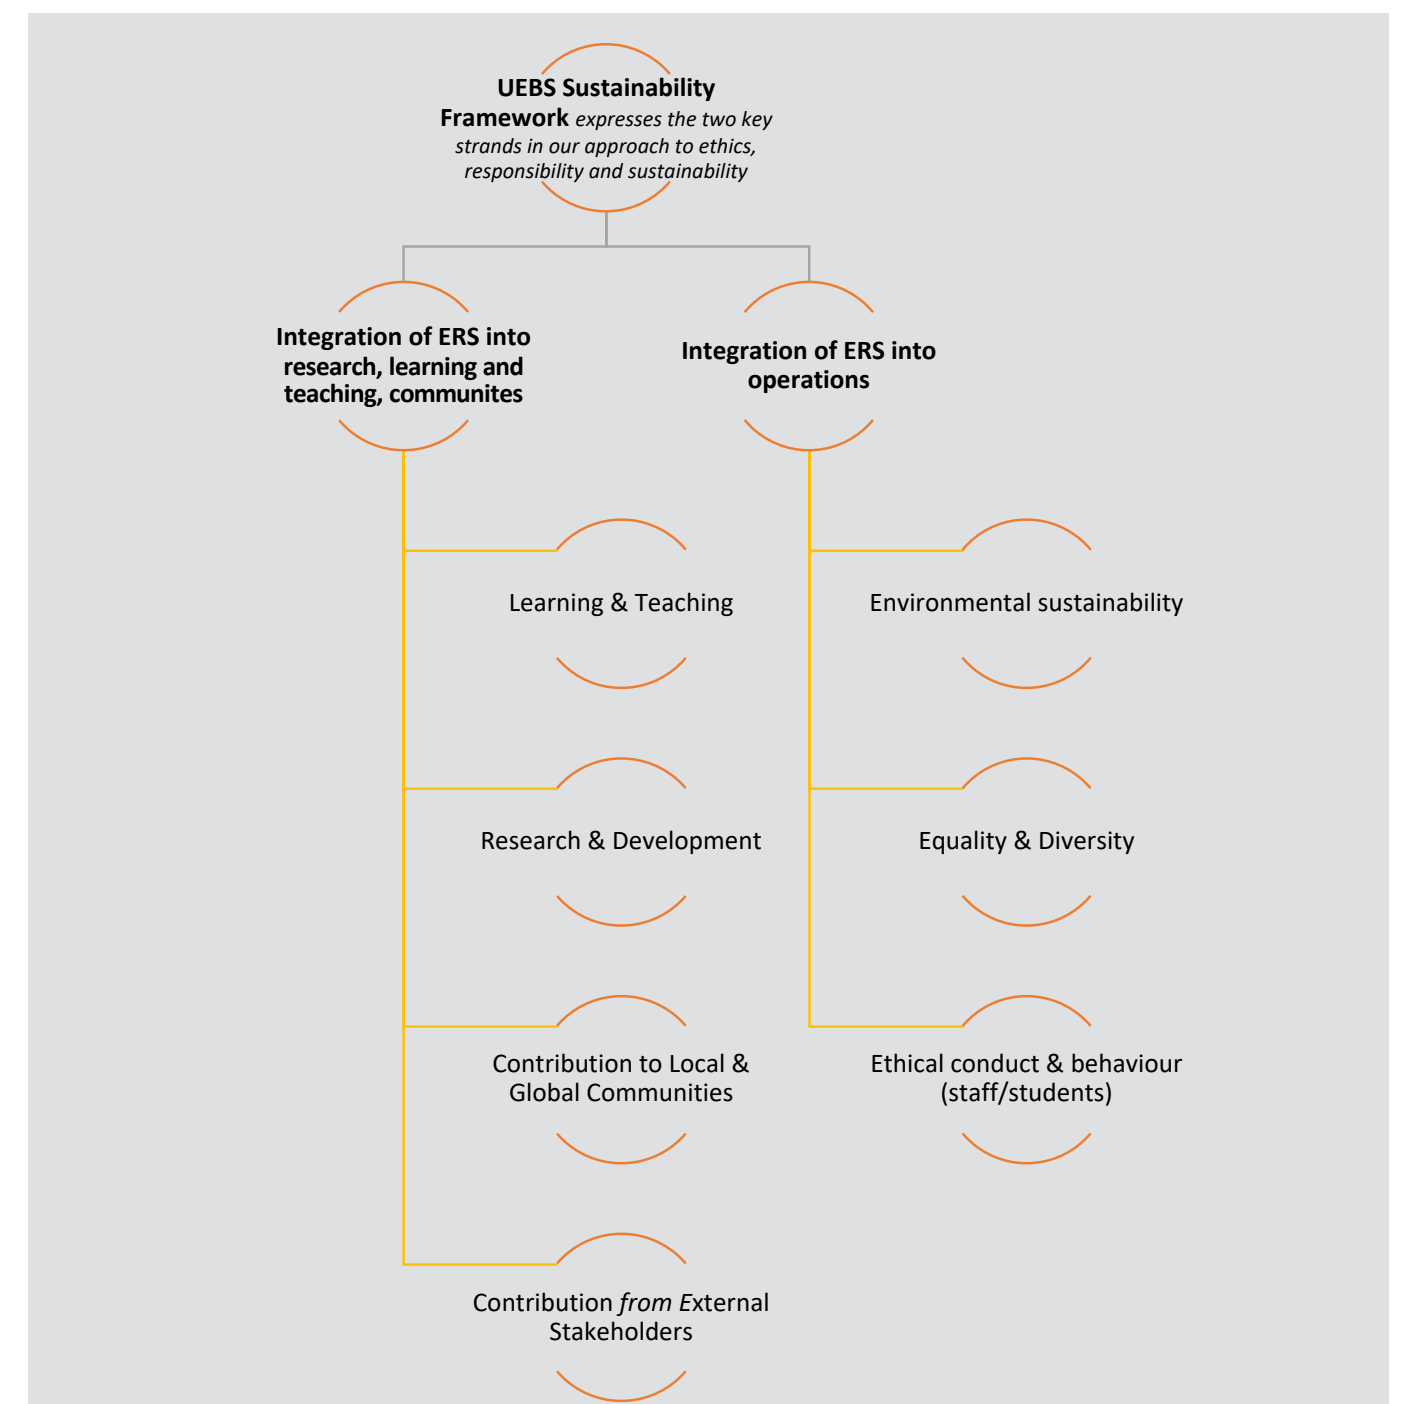 UEBS Sustainability
Framework expresses the two key
strands in our approach to ethics,
responsibility and sustainability
Integration of ERS into
research, learning and
teaching, communites
Integration of ERS into
operations
Learning & Teaching
Environmental sustainability
Research & Development
Equality & Diversity
Contribution to Local &
Global Communities
Ethical conduct & behaviour
(staff/students)
Contribution from External
Stakeholders